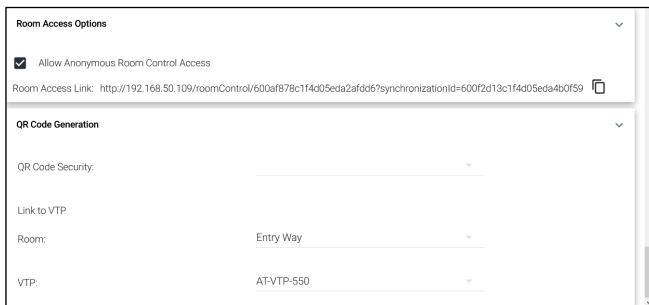 Room Access Options
Allow Anonymous Room Control Access
Room Access Link: http://192.168.50.109/roomControl/600af878c1f4d05eda2afdd6?synchronizationId=600f2d13c1f4d05eda4b0f59
QR Code Generation
QR Code Security:
Link to VTP
Room: Entry Way
VTP: AT-VTP-550